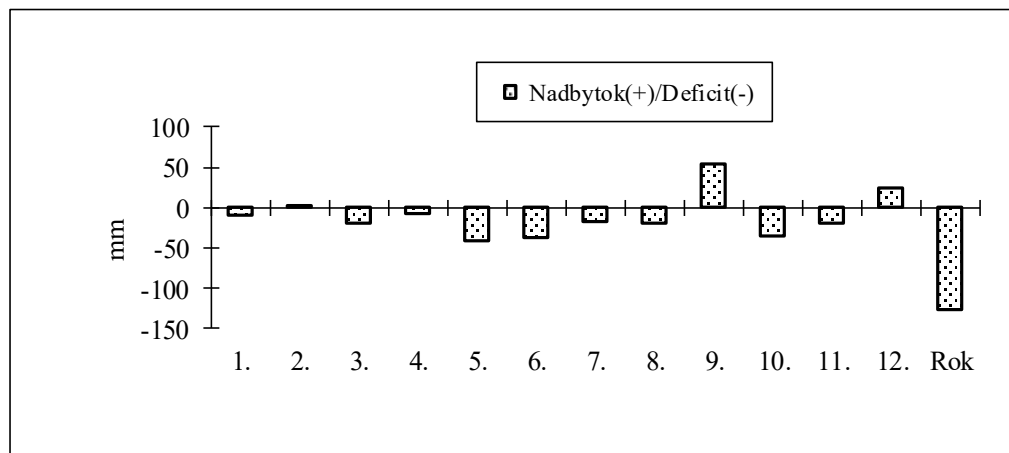 Nadbytok(+)/Deficit(-)
100
50
0
-50
-100
-150
mm
1. 2. 3. 4. 5. 6. 7. 8. 9. 10. 11. 12. Rok